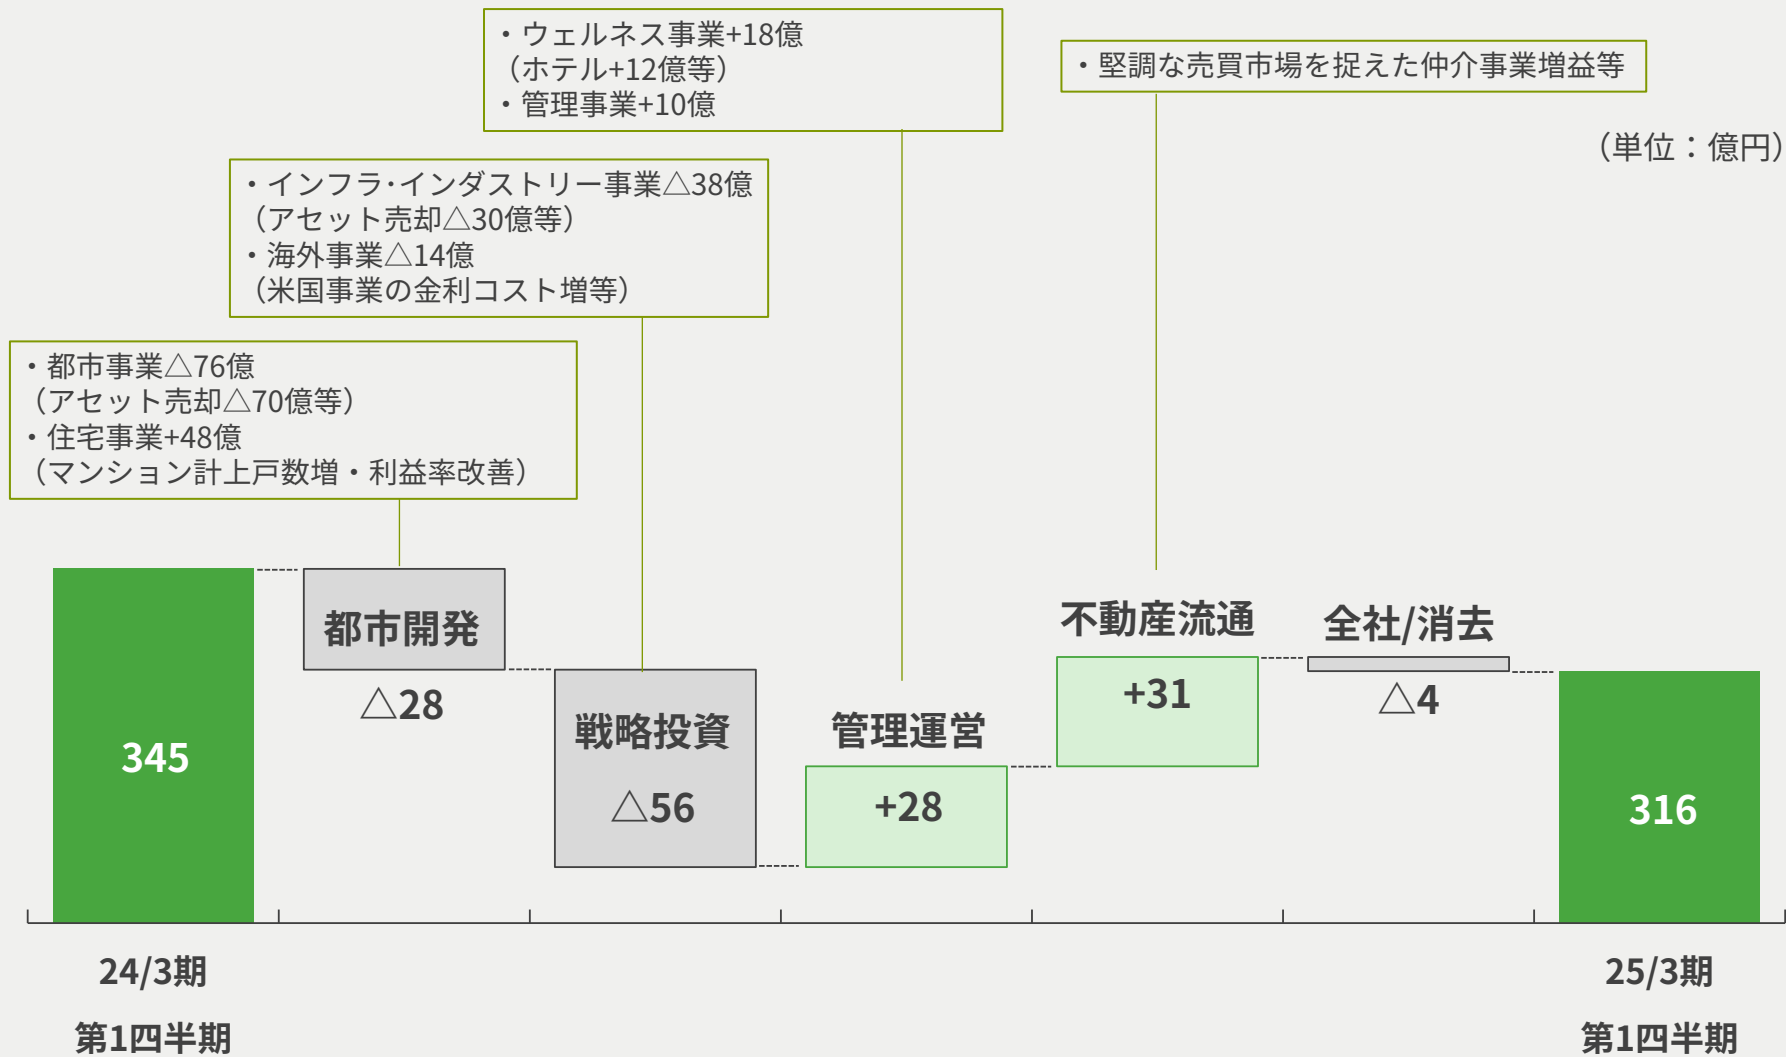 ・ウェルネス事業+18億
（ホテル+12億等）
・管理事業+10億
・堅調な売買市場を捉えた仲介事業増益等
（単位：億円）
・インフラ･インダストリー事業△38億
（アセット売却△30億等）
・海外事業△14億
（米国事業の金利コスト増等）
・都市事業△76億
（アセット売却△70億等）
・住宅事業+48億
（マンション計上戸数増・利益率改善）
345
都市開発
△28
戦略投資
△56
管理運営
+28
不動産流通
+31
全社/消去
△4
316
24/3期
第1四半期
25/3期
第1四半期